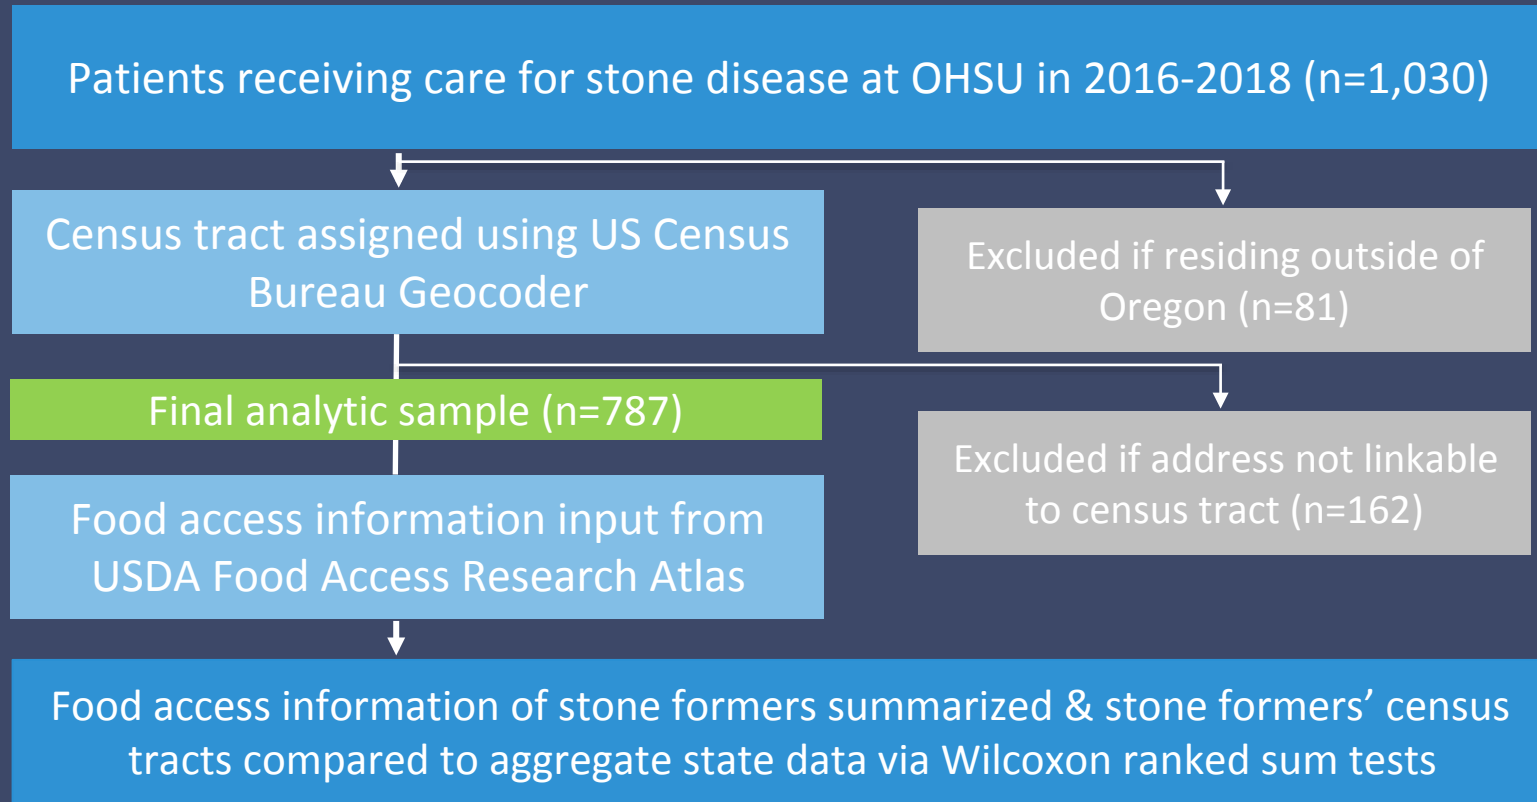 Patients receiving care for stone disease at OHSU in 2016-2018 (n=1,030)
Census tract assigned using US Census
Bureau Geocoder
Excluded if residing outside of
Oregon (n=81)
Final analytic sample (n=787)
Excluded if address not linkable
to census tract (n=162)
Food access information input from
USDA Food Access Research Atlas
Food access information of stone formers summarized & stone formers’ census
tracts compared to aggregate state data via Wilcoxon ranked sum tests